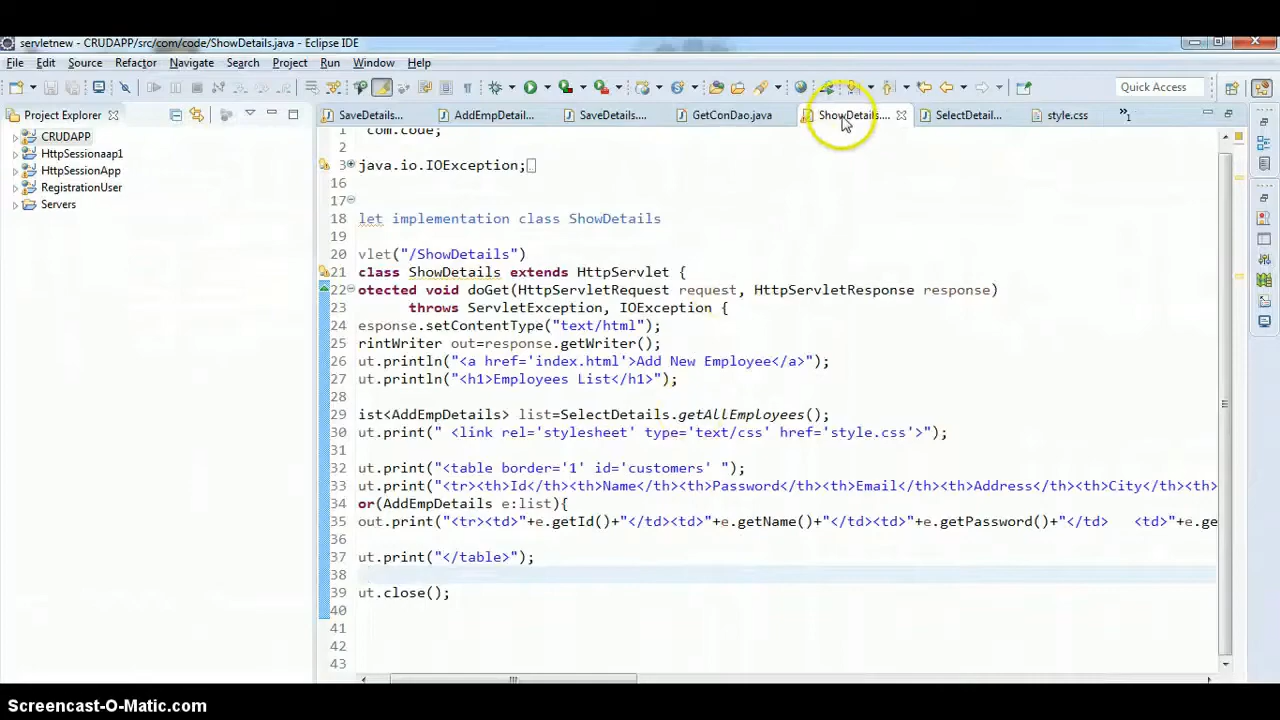 servletnew - CRUDAPP/src/com/code/ShowDetails.java - Eclipse IDE
File Edit Source Refactor Navigate Search Project Run Window Help
Quick Access
Project Explorer
SaveDetails... AddEmpDetail... SaveDetails.... GetConDao.java ShowDetails.... SelectDetail... style.css »1
CRUDAPP
HttpSessionaap1
HttpSessionApp
RegistrationUser
Servers
1 com.code;
2
3 java.io.IOException;
16
17
18 let implementation class ShowDetails
19
20 vlet("/ShowDetails")
21 class ShowDetails extends HttpServlet {
22 otected void doGet(HttpServletRequest request, HttpServletResponse response)
23 throws ServletException, IOException {
24 esponse.setContentType("text/html");
25 rintWriter out=response.getWriter();
26 ut.println("<a href='index.html'>Add New Employee</a>");
27 ut.println("<h1>Employees List</h1>");
28
29 ist<AddEmpDetails> list=SelectDetails.getAllEmployees();
30 ut.print(" <link rel='stylesheet' type='text/css' href='style.css'>");
31
32 ut.print("<table border='1' id='customers' ");
33 ut.print("<tr><th>Id</th><th>Name</th><th>Password</th><th>Email</th><th>Address</th><th>City</th><th>
34 or(AddEmpDetails e:list){
35 out.print("<tr><td>"+e.getId()+"</td><td>"+e.getName()+"</td><td>"+e.getPassword()+"</td> <td>"+e.ge
36
37 ut.print("</table>");
38
39 ut.close();
40
41
42
43
Screencast-O-Matic.com